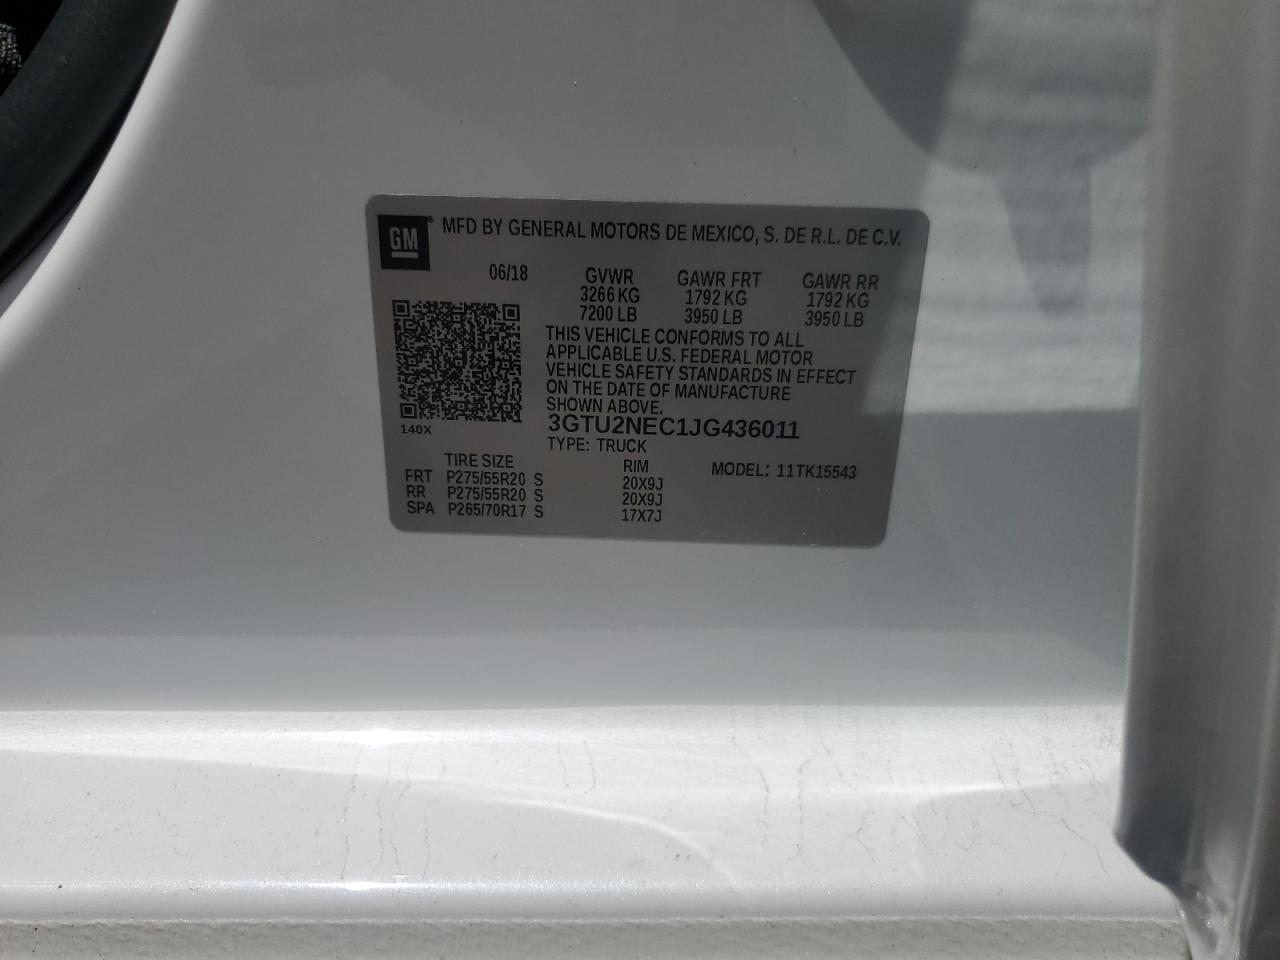 GM
MFD BY GENERAL MOTORS DE MEXICO, S. DE R.L. DE C.V.
06/18 GVWR GAWR FRT GAWR RR
3266 KG 1792 KG 1792 KG
7200 LB 3950 LB 3950 LB
THIS VEHICLE CONFORMS TO ALL
APPLICABLE U.S. FEDERAL MOTOR
VEHICLE SAFETY STANDARDS IN EFFECT
ON THE DATE OF MANUFACTURE
SHOWN ABOVE.
3GTU2NEC1JG436011
140X
TYPE: TRUCK
TIRE SIZE RIM MODEL: 11TK15543
FRT P275/55R20 S 20X9J
RR P275/55R20 S 20X9J
SPA P265/70R17 S 17X7J